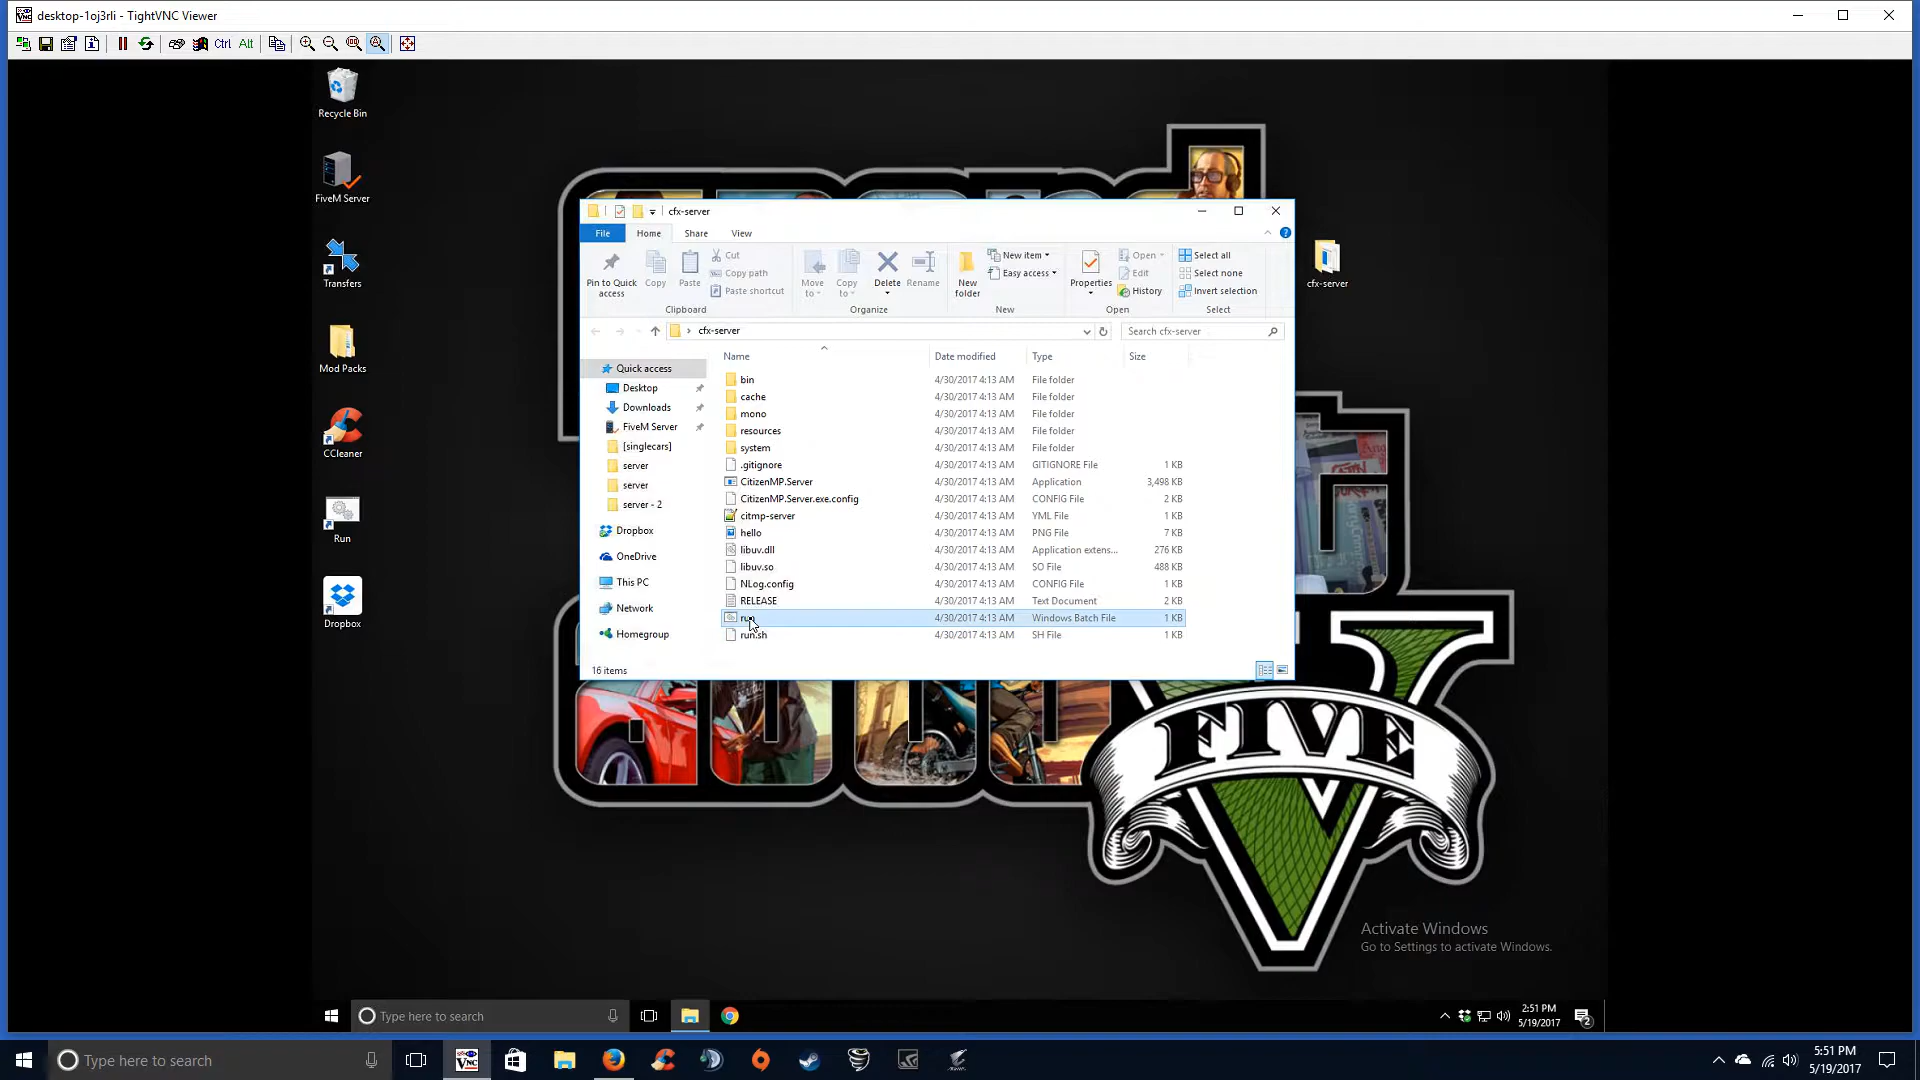 desktop-1oj3rli - TightVNC Viewer
Ctrl Alt
Recycle Bin
FiveM Server
Transfers
Mod Packs
CCleaner
Run
Dropbox
cfx-server
cfx-server
File Home Share View
Pin to Quick access
Copy
Paste
Cut
Copy path
Paste shortcut
Clipboard
Move to
Copy to
Delete
Rename
Organize
New folder
New item
Easy access
New
Properties
Open
Edit
History
Open
Select all
Select none
Invert selection
Select
cfx-server
Search cfx-server
Quick access
Desktop
Downloads
FiveM Server
[singlecars]
server
server
server - 2
Dropbox
OneDrive
This PC
Network
Homegroup
Name Date modified Type Size
bin 4/30/2017 4:13 AM File folder
cache 4/30/2017 4:13 AM File folder
mono 4/30/2017 4:13 AM File folder
resources 4/30/2017 4:13 AM File folder
system 4/30/2017 4:13 AM File folder
.gitignore 4/30/2017 4:13 AM GITIGNORE File 1 KB
CitizenMP.Server 4/30/2017 4:13 AM Application 3,498 KB
CitizenMP.Server.exe.config 4/30/2017 4:13 AM CONFIG File 2 KB
citmp-server 4/30/2017 4:13 AM YML File 1 KB
hello 4/30/2017 4:13 AM PNG File 7 KB
libuv.dll 4/30/2017 4:13 AM Application extens... 276 KB
libuv.so 4/30/2017 4:13 AM SO File 488 KB
NLog.config 4/30/2017 4:13 AM CONFIG File 1 KB
RELEASE 4/30/2017 4:13 AM Text Document 2 KB
run 4/30/2017 4:13 AM Windows Batch File 1 KB
run.sh 4/30/2017 4:13 AM SH File 1 KB
16 items
FIVE
Activate Windows
Go to Settings to activate Windows.
Type here to search
2:51 PM
5/19/2017
2
Type here to search
5:51 PM
5/19/2017